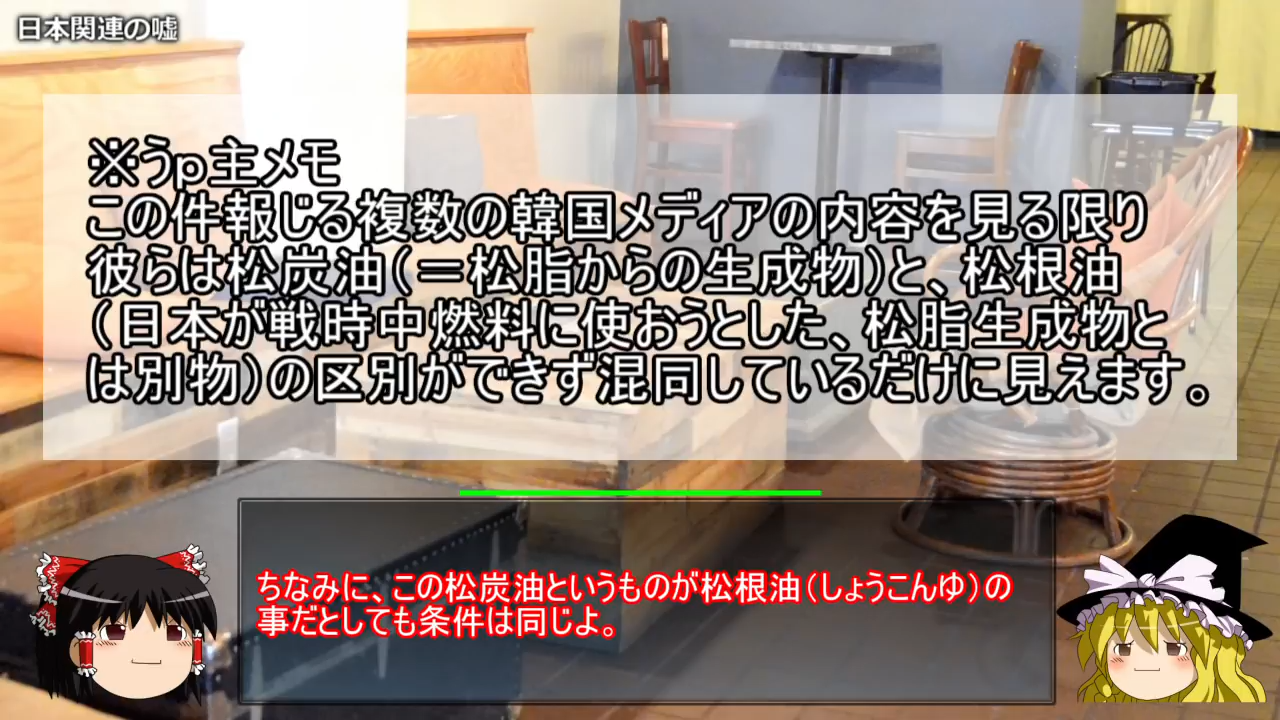 日本関連の嘘
※うp主メモ
この件報じる複数の韓国メディアの内容を見る限り
彼らは松炭油（＝松脂からの生成物）と、松根油
（日本が戦時中燃料に使おうとした、松脂生成物と
は別物）の区別ができず混同しているだけに見えます。
ちなみに、この松炭油というものが松根油（しょうこんゆ）の
事だとしても条件は同じよ。